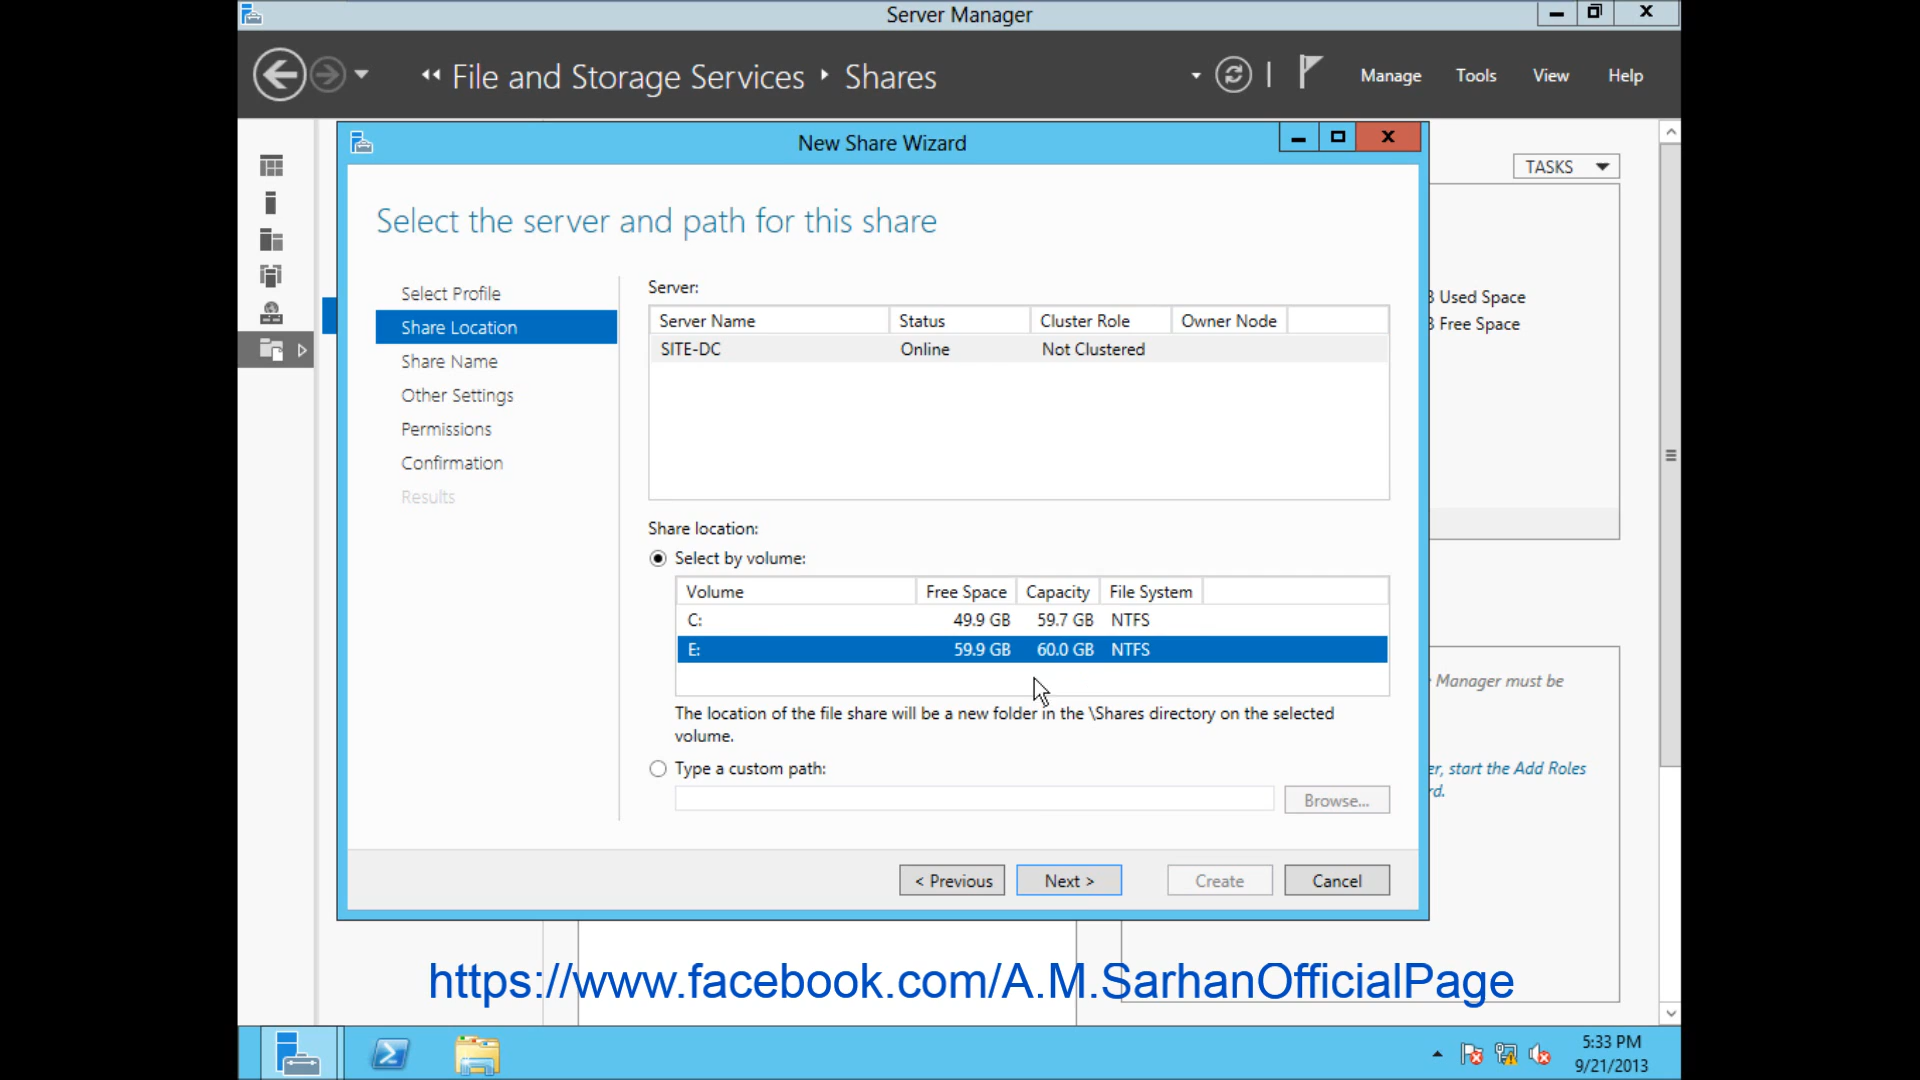 Server Manager
File and Storage Services Shares
Manage Tools View Help
New Share Wizard
TASKS
Select the server and path for this share
Select Profile
Share Location
Share Name
Other Settings
Permissions
Confirmation
Results
Server:
Server Name Status Cluster Role Owner Node
SITE-DC Online Not Clustered
Share location:
Select by volume:
Volume Free Space Capacity File System
C: 49.9 GB 59.7 GB NTFS
E: 59.9 GB 60.0 GB NTFS
The location of the file share will be a new folder in the \Shares directory on the selected
volume.
Type a custom path:
Browse...
< Previous Next > Create Cancel
Used Space
Free Space
Manager must be
start the Add Roles
https://www.facebook.com/A.M.SarhanOfficialPage
5:33 PM
9/21/2013